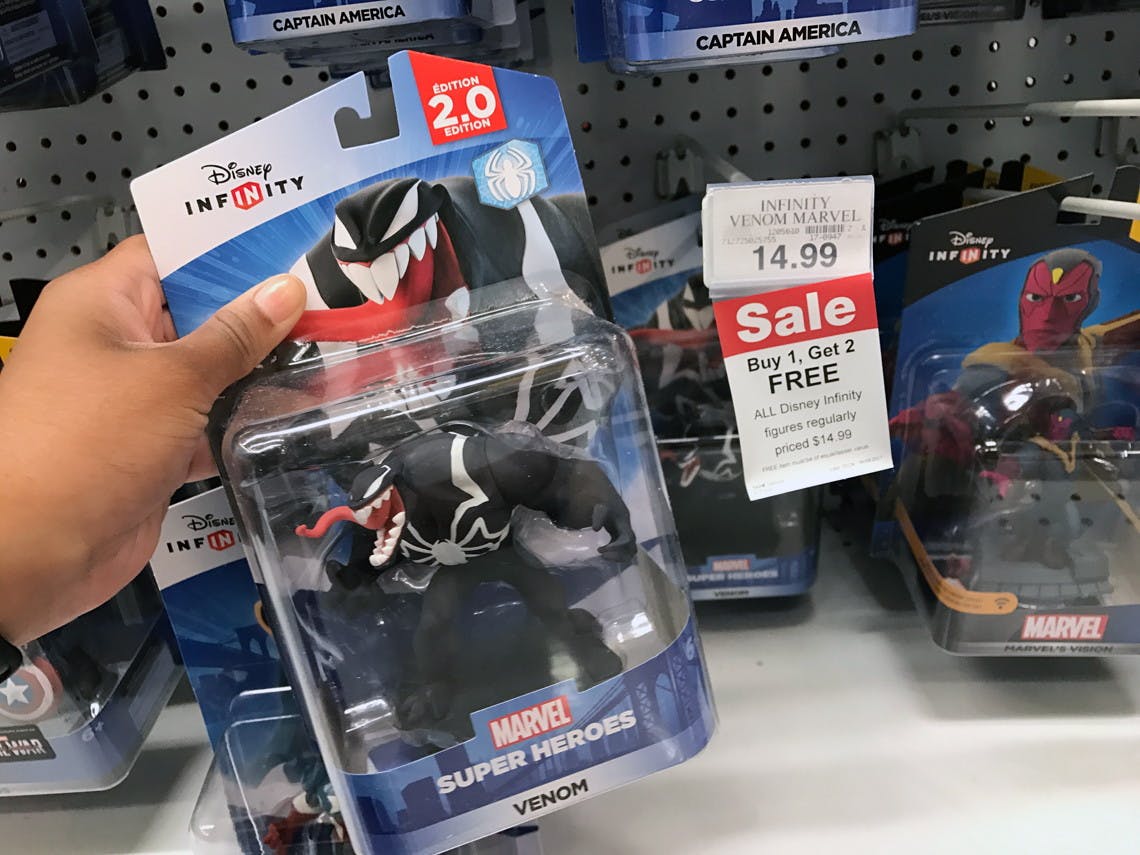 CAPTAIN AMERICA
CAPTAIN AMERICA
ÉDITION
2.0
EDITION
Disney
INFINITY
INFINITY
VENOM MARVEL
14.99
Sale
Buy 1, Get 2
FREE
ALL Disney Infinity
figures regularly
priced $14.99
Disney
INFINITY
Disney
INFINITY
Disney
INFIN
MARVEL
SUPER HEROES
VENOM
MARVEL
SUPER HEROES
VENOM
MARVEL
MARVEL'S VISION